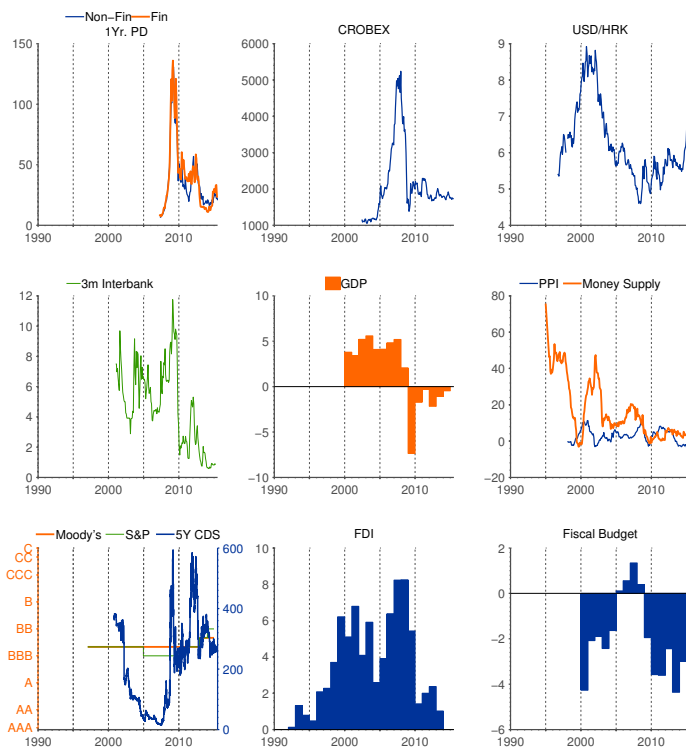 Non-Fin Fin
1Yr. PD CROBEX USD/HRK
150 6000 9
8
5000
100 7
4000
3000 6
50
2000 5
0 1000 4
1990 2000 2010 1990 2000 2010 1990 2000 2010
3m Interbank GDP PPI Money Supply
12 10 80
10 60
5
8
40
6 0
20
4
−5
2 0
0 −10 −20
1990 2000 2010 1990 2000 2010 1990 2000 2010
Moody's S&P 5Y CDS FDI Fiscal Budget
C 600 10 2
CC
CCC 8
0
B 400
6
BB −2
BBB 4
200
A −4
2
AA
AAA 0 0 −6
1990 2000 2010 1990 2000 2010 1990 2000 2010